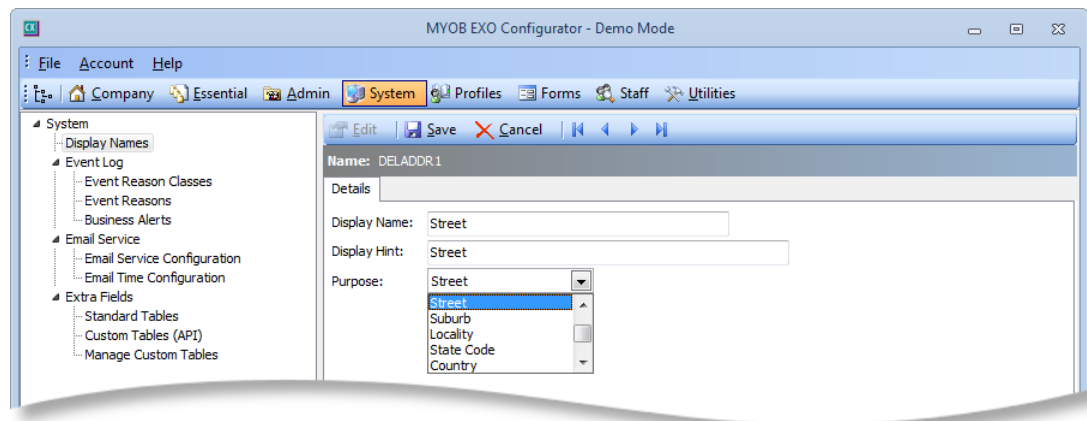 MYOB EXO Configurator - Demo Mode
File Account Help
Company Essential Admin System Profiles Forms Staff Utilities
System
Display Names
Event Log
Event Reason Classes
Event Reasons
Business Alerts
Email Service
Email Service Configuration
Email Time Configuration
Extra Fields
Standard Tables
Custom Tables (API)
Manage Custom Tables
Edit Save Cancel
Name: DELADDR1
Details
Display Name: Street
Display Hint: Street
Purpose: Street
Street
Suburb
Locality
State Code
Country